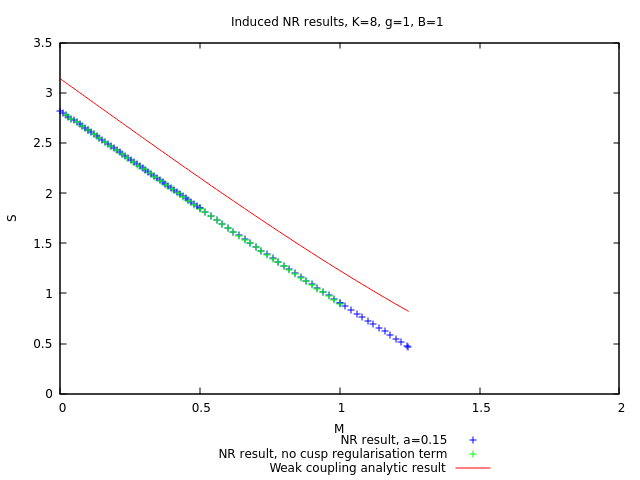 Induced NR results, K=8, g=1, B=1
3.5
3
2.5
2
1.5
1
0.5
0
S
0 0.5 1 1.5 2
M
NR result, a=0.15
NR result, no cusp regularisation term
Weak coupling analytic result